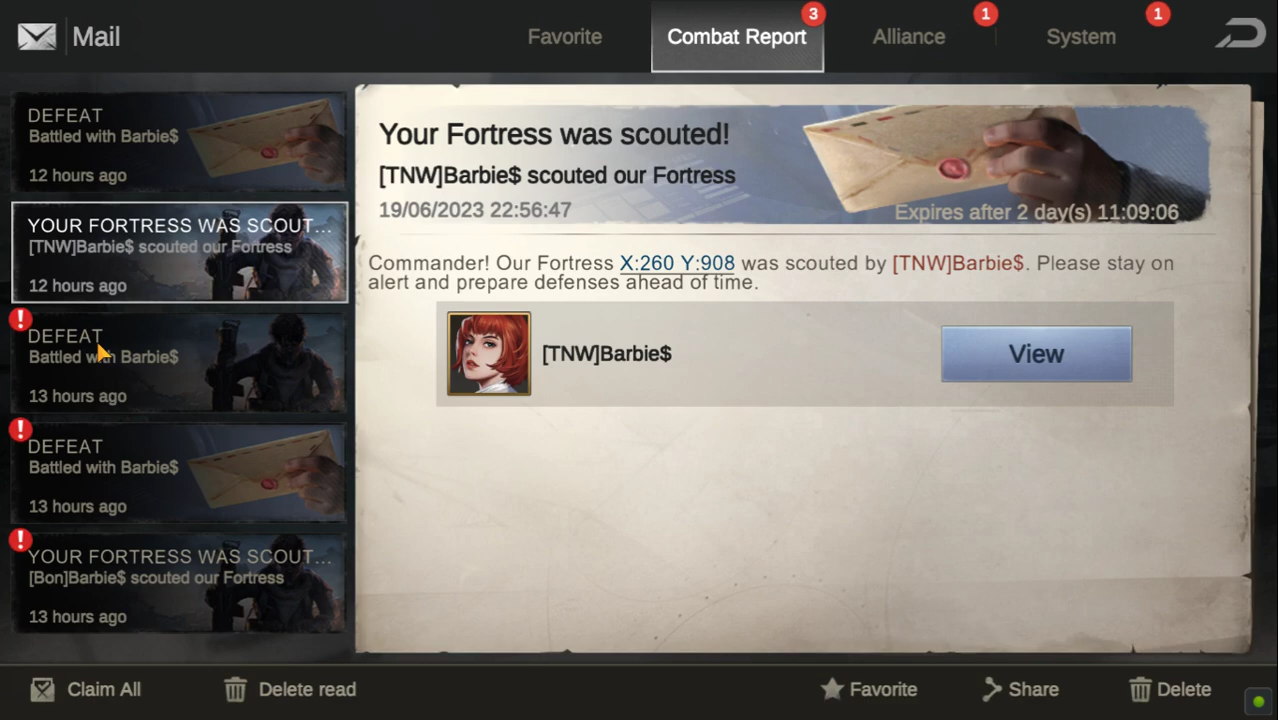 Mail
Favorite
Combat Report
3
Alliance
1
System
1
DEFEAT
Battled with Barbie$
12 hours ago
YOUR FORTRESS WAS SCOUT...
[TNW]Barbie$ scouted our Fortress
12 hours ago
!
DEFEAT
Battled with Barbie$
13 hours ago
!
DEFEAT
Battled with Barbie$
13 hours ago
!
YOUR FORTRESS WAS SCOUT...
[Bon]Barbie$ scouted our Fortress
13 hours ago
Your Fortress was scouted!
[TNW]Barbie$ scouted our Fortress
19/06/2023 22:56:47
Expires after 2 day(s) 11:09:06
Commander! Our Fortress X:260 Y:908 was scouted by [TNW]Barbie$. Please stay on
alert and prepare defenses ahead of time.
[TNW]Barbie$
View
Claim All
Delete read
Favorite
Share
Delete